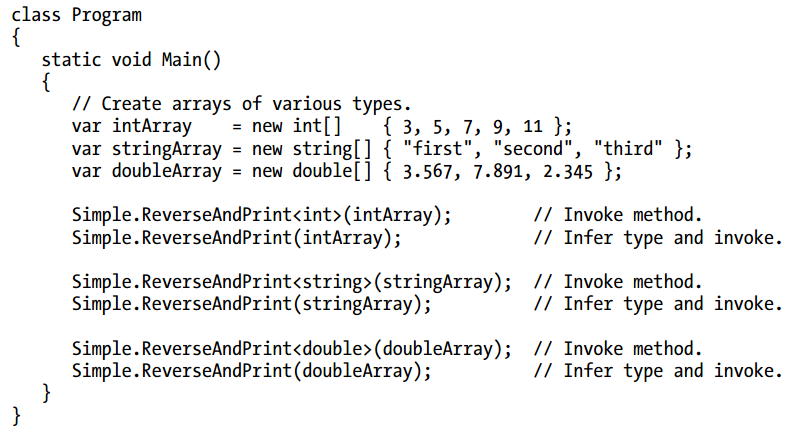 class Program
{
   static void Main()
   {
      // Create arrays of various types.
      var intArray    = new int[]    { 3, 5, 7, 9, 11 };
      var stringArray = new string[] { "first", "second", "third" };
      var doubleArray = new double[] { 3.567, 7.891, 2.345 };

      Simple.ReverseAndPrint<int>(intArray);        // Invoke method.
      Simple.ReverseAndPrint(intArray);             // Infer type and invoke.

      Simple.ReverseAndPrint<string>(stringArray);  // Invoke method.
      Simple.ReverseAndPrint(stringArray);          // Infer type and invoke.

      Simple.ReverseAndPrint<double>(doubleArray);  // Invoke method.
      Simple.ReverseAndPrint(doubleArray);          // Infer type and invoke.
   }
}